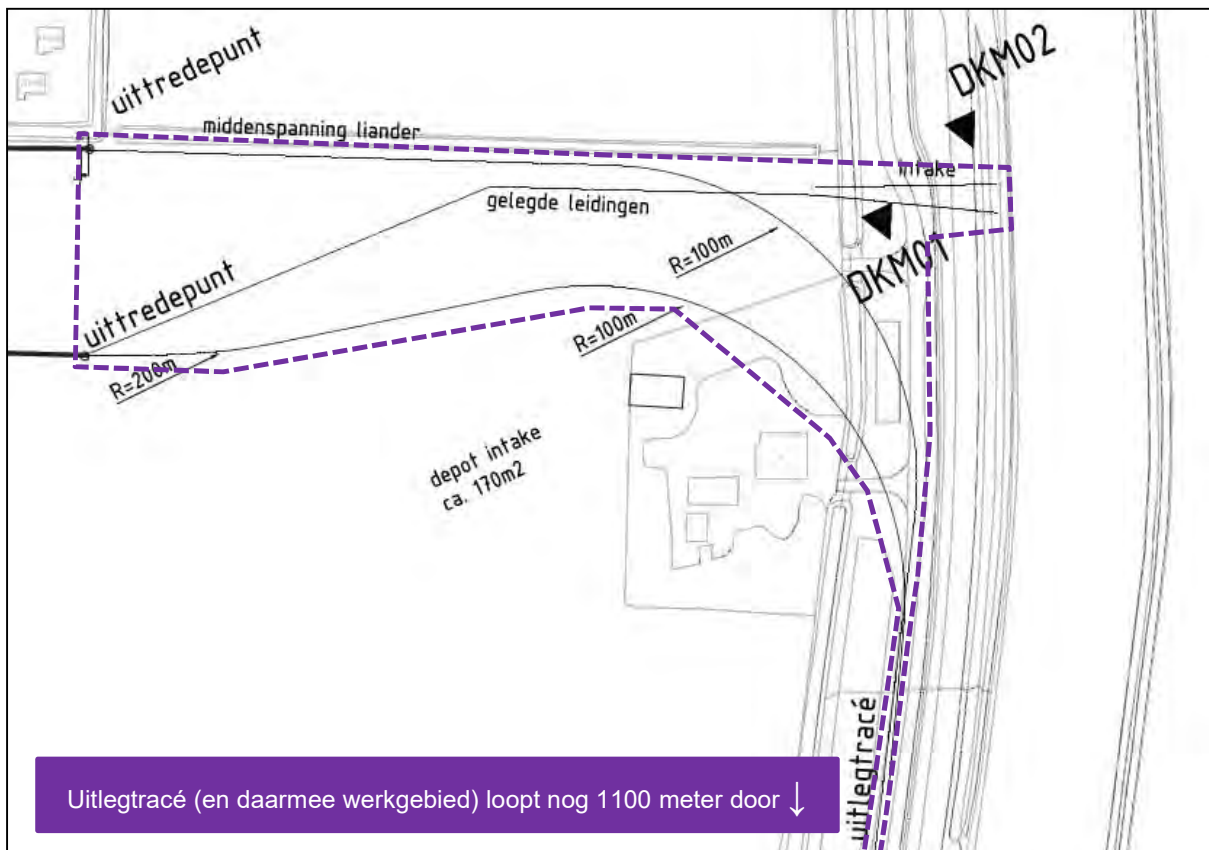 uittredepunt
DKM02
middenspanning liander
intake
gelegde leidingen
R=100m
DKM01
uittredepunt
R=100m
R=200m
depot intake
ca. 170m2
uitlegtracé
Uitlegtracé (en daarmee werkgebied) loopt nog 1100 meter door ↓